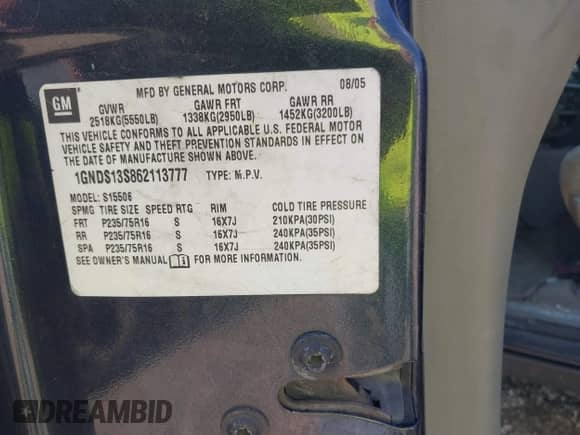 GM
MFD BY GENERAL MOTORS CORP. 08/05
GVWR GAWR FRT GAWR RR
2518KG(5550LB) 1338KG(2950LB) 1452KG(3200LB)
THIS VEHICLE CONFORMS TO ALL APPLICABLE U.S. FEDERAL MOTOR
VEHICLE SAFETY AND THEFT PREVENTION STANDARDS IN EFFECT ON
THE DATE OF MANUFACTURE SHOWN ABOVE.
1GNDS13S862113777 TYPE: M.P.V.
MODEL: S15506
SPMG TIRE SIZE SPEED RTG RIM COLD TIRE PRESSURE
FRT P235/75R16 S 16X7J 210KPA(30PSI)
RR P235/75R16 S 16X7J 240KPA(35PSI)
SPA P235/75R16 S 16X7J 240KPA(35PSI)
SEE OWNER'S MANUAL FOR MORE INFORMATION.
DREAMBID